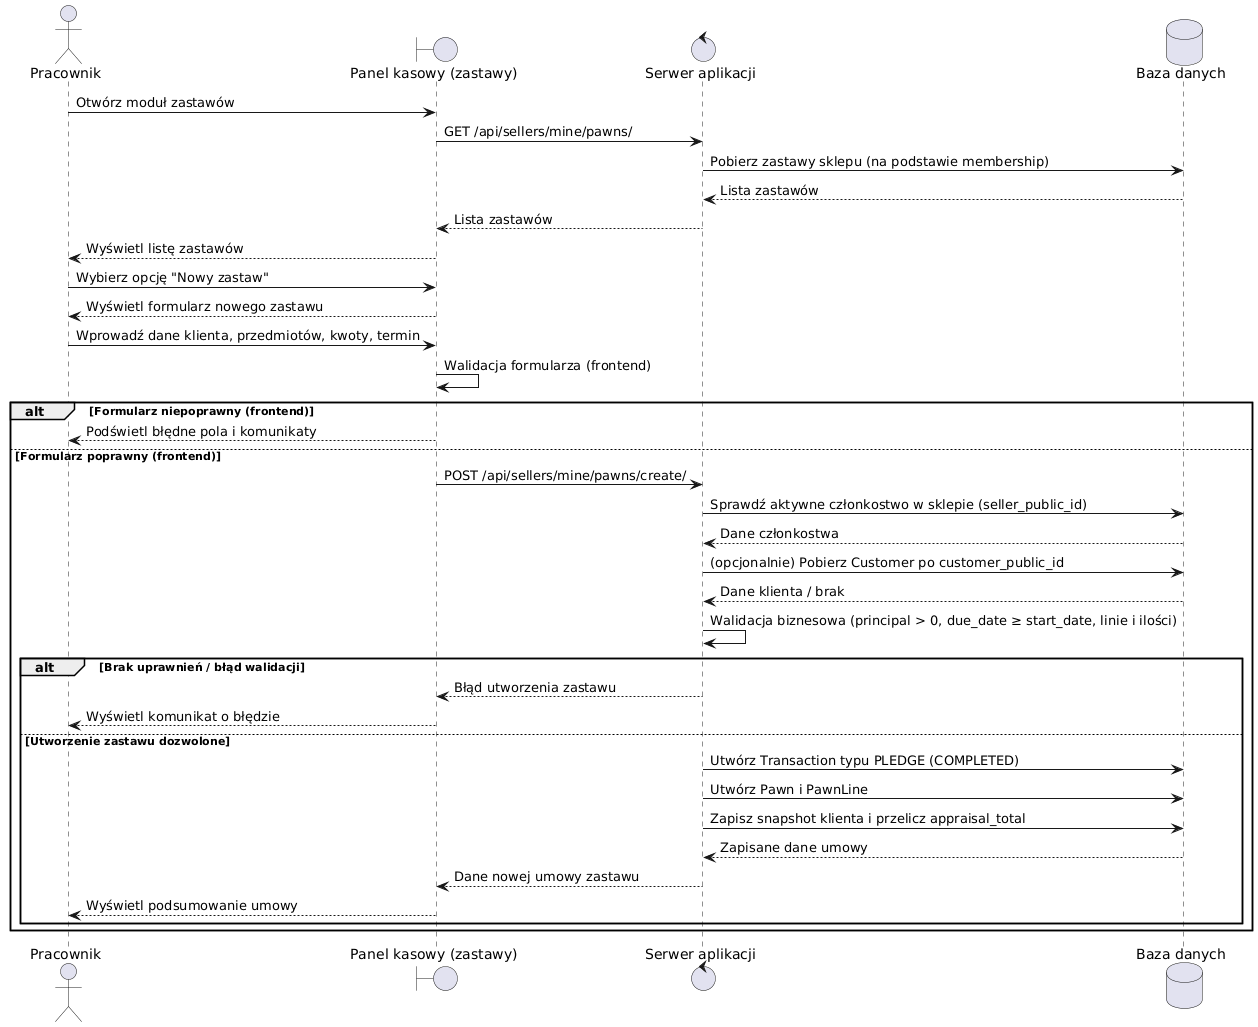 Pracownik
Panel kasowy (zastawy)
Serwer aplikacji
Baza danych
Otwórz moduł zastawów
GET /api/sellers/mine/pawns/
Pobierz zastawy sklepu (na podstawie membership)
Lista zastawów
Lista zastawów
Wyświetl listę zastawów
Wybierz opcję "Nowy zastaw"
Wyświetl formularz nowego zastawu
Wprowadź dane klienta, przedmiotów, kwoty, termin
Walidacja formularza (frontend)
alt [Formularz niepoprawny (frontend)]
Podświetl błędne pola i komunikaty
[Formularz poprawny (frontend)]
POST /api/sellers/mine/pawns/create/
Sprawdź aktywne członkostwo w sklepie (seller_public_id)
Dane członkostwa
(opcjonalnie) Pobierz Customer po customer_public_id
Dane klienta / brak
Walidacja biznesowa (principal > 0, due_date ≥ start_date, linie i ilości)
alt [Brak uprawnień / błąd walidacji]
Błąd utworzenia zastawu
Wyświetl komunikat o błędzie
[Utworzenie zastawu dozwolone]
Utwórz Transaction typu PLEDGE (COMPLETED)
Utwórz Pawn i PawnLine
Zapisz snapshot klienta i przelicz appraisal_total
Zapisane dane umowy
Dane nowej umowy zastawu
Wyświetl podsumowanie umowy
Pracownik
Panel kasowy (zastawy)
Serwer aplikacji
Baza danych